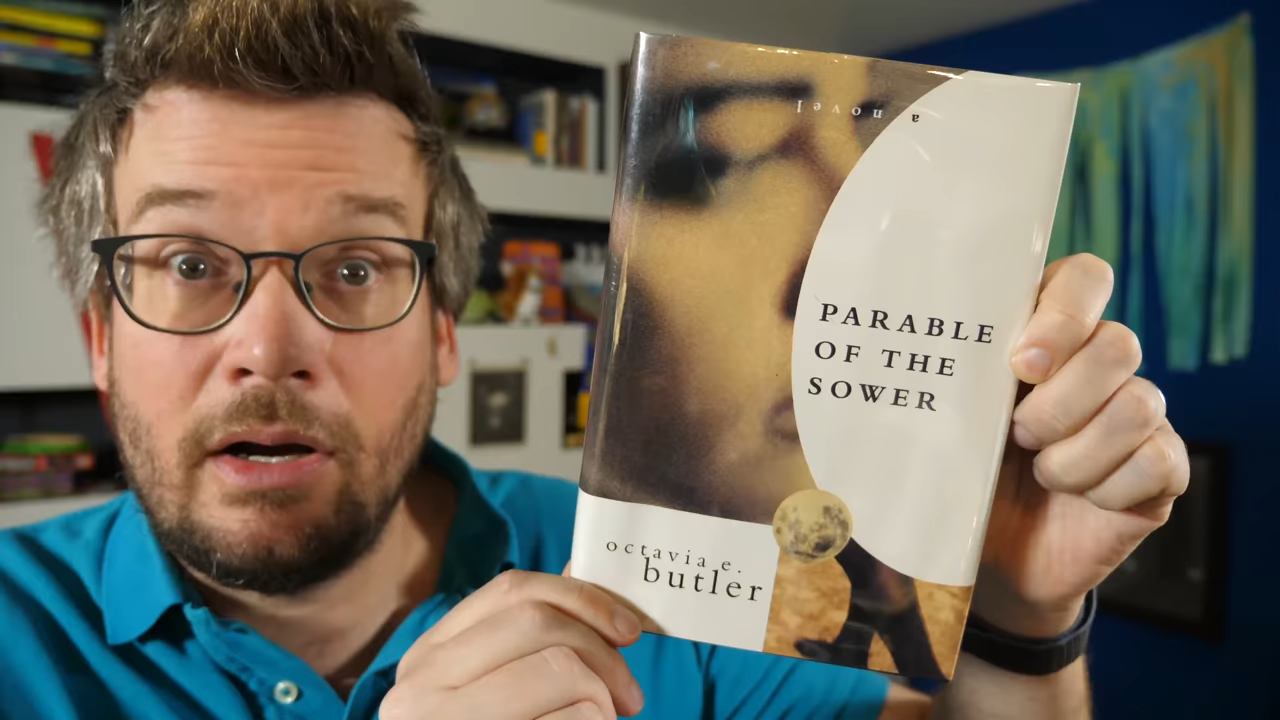 a novel
PARABLE
OF THE
SOWER
octavia e.
butler